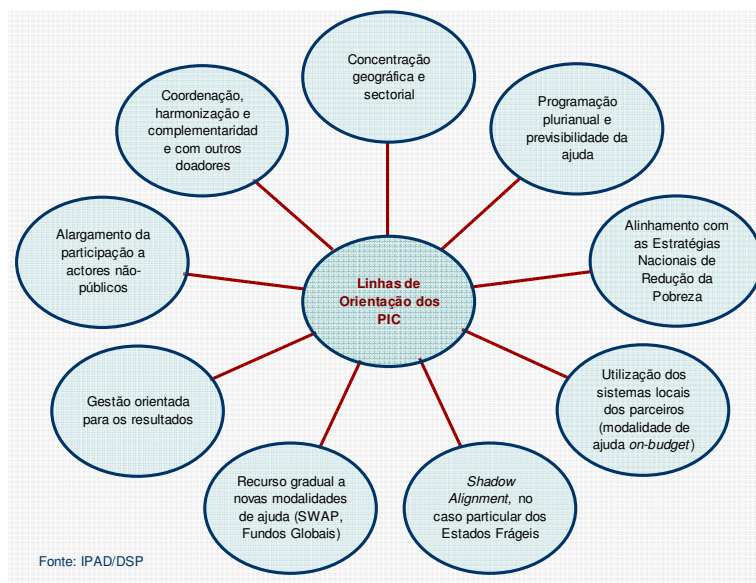 Concentração
geográfica e
sectorial
Programação
plurianual e
previsibilidade da
ajuda
Alinhamento com
as Estratégias
Nacionais de
Redução da
Pobreza
Utilização dos
sistemas locais
dos parceiros
(modalidade de
ajuda on-budget)
Shadow
Alignment, no
caso particular dos
Estados Frágeis
Recurso gradual a
novas modalidades
de ajuda (SWAP,
Fundos Globais)
Gestão orientada
para os resultados
Alargamento da
participação a
actores não-
públicos
Coordenação,
harmonização e
complementaridad
e com outros
doadores
Linhas de
Orientação dos
PIC
Fonte: IPAD/DSP